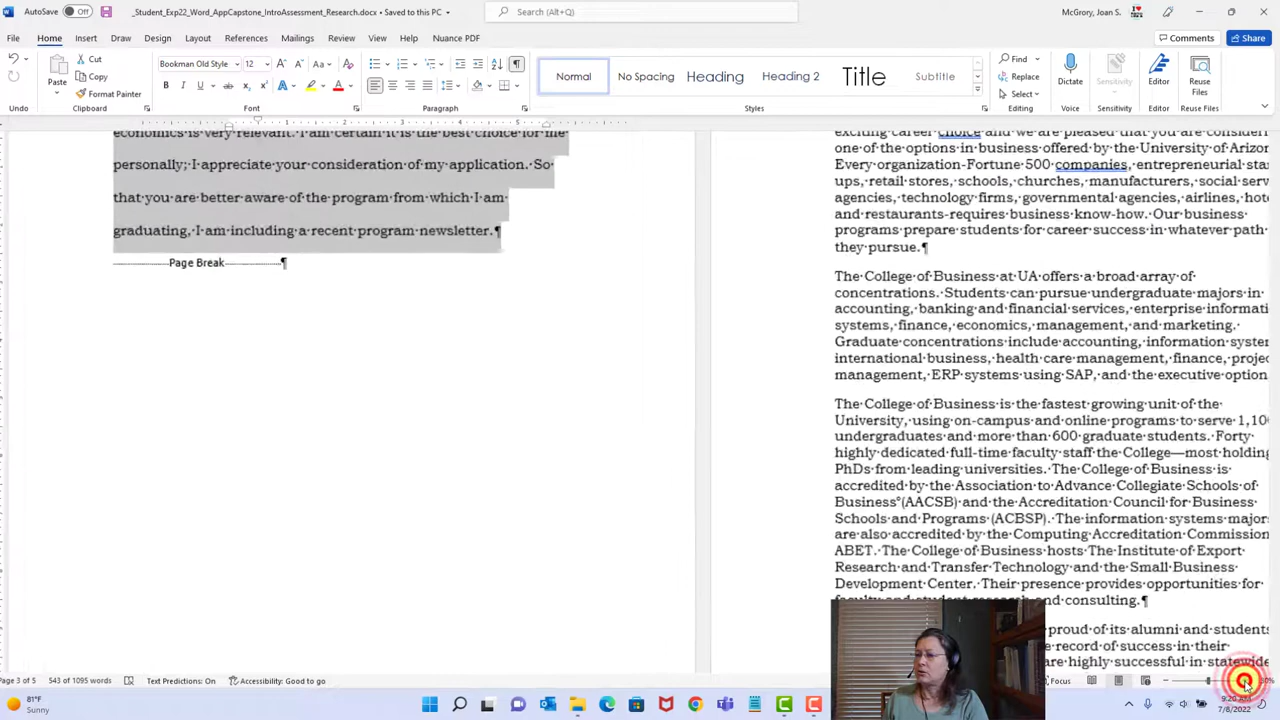 AutoSave Off _Student_Exp22_Word_AppCapstone_IntroAssessment_Research.docx • Saved to this PC Search (Alt+Q) McGrory, Joan S.
File Home Insert Draw Design Layout References Mailings Review View Help Nuance PDF Comments Share
Paste Cut Copy Format Painter
Bookman Old Style 12
Normal No Spacing Heading Heading 2 Title Subtitle
Find Replace Select Dictate Sensitivity Editor Reuse Files
Undo Clipboard Font Paragraph Styles Editing Voice Sensitivity Editor Reuse Files
1 2 3 4 5
economics is very relevant. I am certain it is the best choice for me
personally; I appreciate your consideration of my application. So
that you are better aware of the program from which I am
graduating, I am including a recent program newsletter.¶
Page Break ¶
exciting career choice and we are pleased that you are consideri
one of the options in business offered by the University of Arizon
Every organization-Fortune 500 companies, entrepreneurial star
ups, retail stores, schools, churches, manufacturers, social serv
agencies, technology firms, governmental agencies, airlines, hote
and restaurants-requires business know-how. Our business
programs prepare students for career success in whatever path
they pursue.¶
The College of Business at UA offers a broad array of
concentrations. Students can pursue undergraduate majors in
accounting, banking and financial services, enterprise informati
systems, finance, economics, management, and marketing.
Graduate concentrations include accounting, information system
international business, health care management, finance, projec
management, ERP systems using SAP, and the executive option
The College of Business is the fastest growing unit of the
University, using on-campus and online programs to serve 1,10
undergraduates and more than 600 graduate students. Forty
highly dedicated full-time faculty staff the College—most holding
PhDs from leading universities. The College of Business is
accredited by the Association to Advance Collegiate Schools of
Business (AACSB) and the Accreditation Council for Business
Schools and Programs (ACBSP). The information systems majors
are also accredited by the Computing Accreditation Commission
ABET. The College of Business hosts The Institute of Export
Research and Transfer Technology and the Small Business
Development Center. Their presence provides opportunities for
faculty and student research and consulting.¶
proud of its alumni and students
e record of success in their
are highly successful in statewide
Page 3 of 5 543 of 1095 words Text Predictions: On Accessibility: Good to go Focus
81°F
Sunny
9:20 AM
7/8/2022